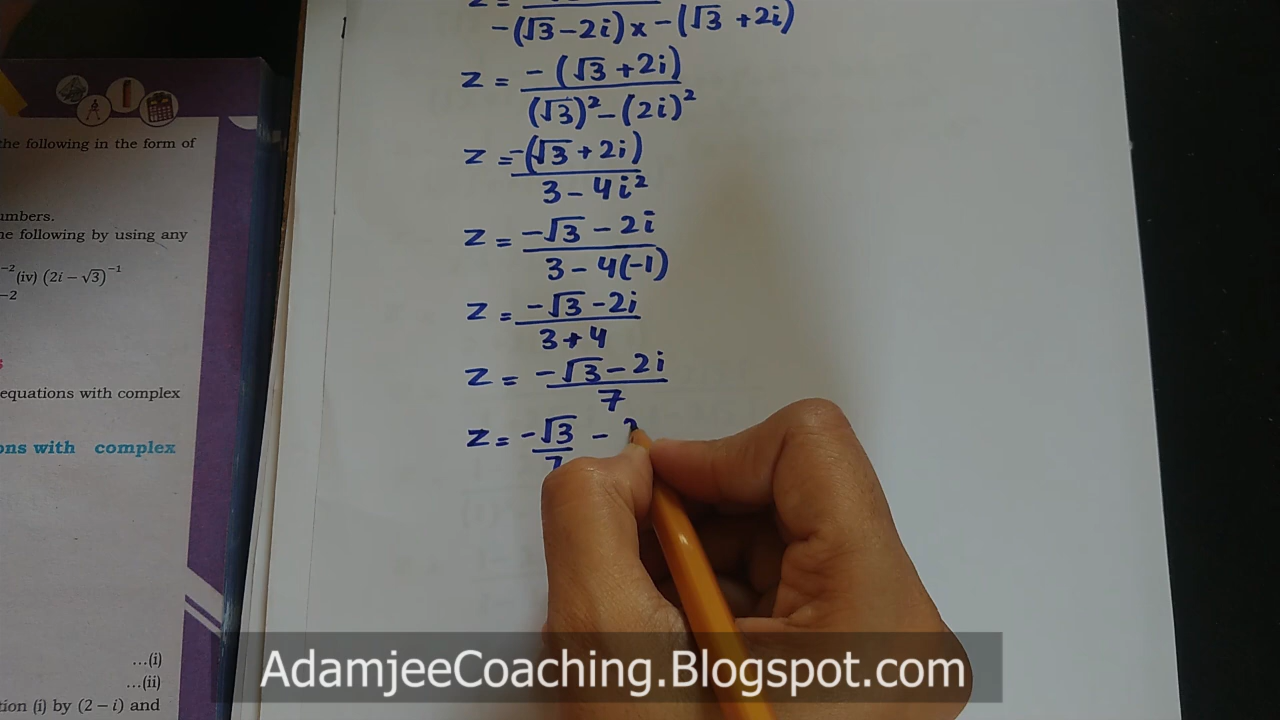 -(√3-2i) x -(√3+2i)
z = -(√3+2i) / (√3)² - (2i)²
z = -(√3+2i) / 3-4i²
z = -√3-2i / 3-4(-1)
z = -√3-2i / 3+4
z = -√3-2i / 7
z = -√3/7 -
the following in the form of
umbers.
he following by using any
-2 (iv) (2i-√3)⁻¹
-2
s
equations with complex
ons with complex
...(i)
...(ii)
tion (i) by (2-i) and
AdamjeeCoaching.Blogspot.com